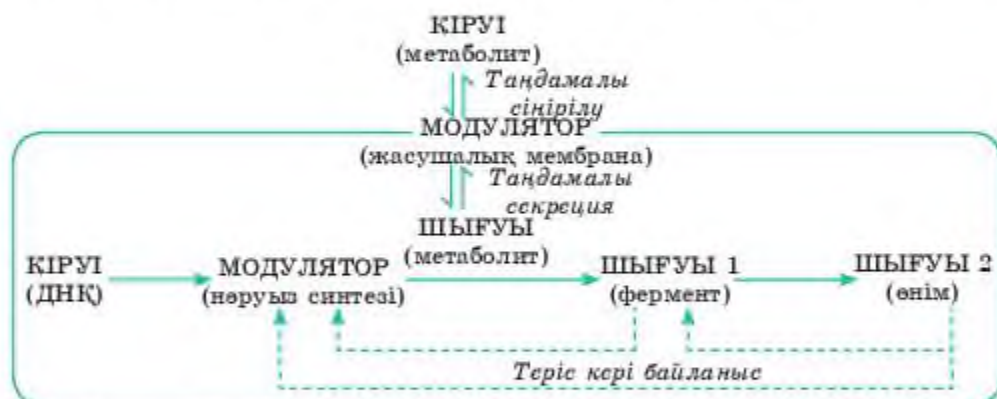 КІРУІ
(метаболит)
Таңдамалы
сіңірілу
МОДУЛЯТОР
(жасушалық мембрана)
Таңдамалы
секреция
ШЫҒУЫ
(метаболит)
КІРУІ
(ДНҚ)
МОДУЛЯТОР
(нәруыз синтезі)
ШЫҒУЫ 1
(фермент)
ШЫҒУЫ 2
(өнім)
Теріс кері байланыс